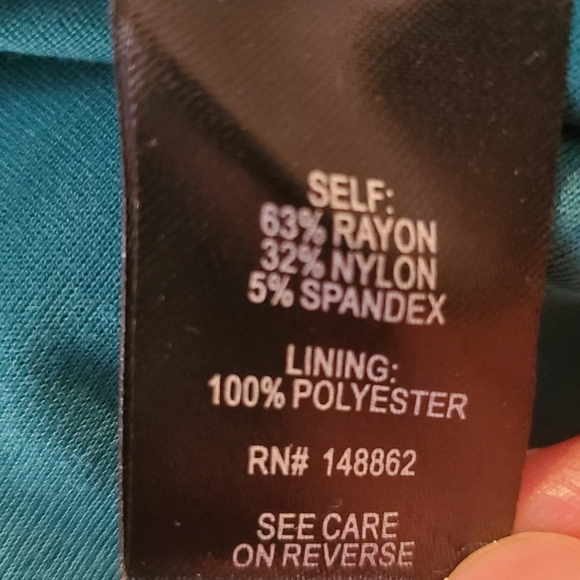 SELF:
63% RAYON
32% NYLON
5% SPANDEX
LINING:
100% POLYESTER
RN# 148862
SEE CARE
ON REVERSE